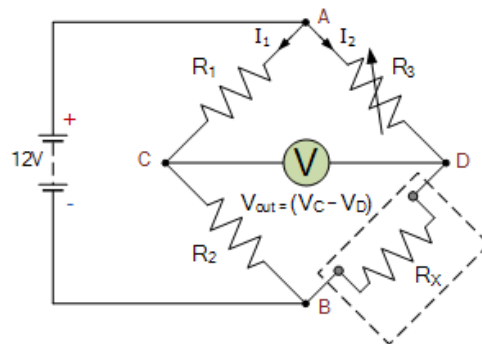 A
I₁ I₂
R₁ R₃
+
12V
-
C V D
Vout = (VC – VD)
R₂ RX
B